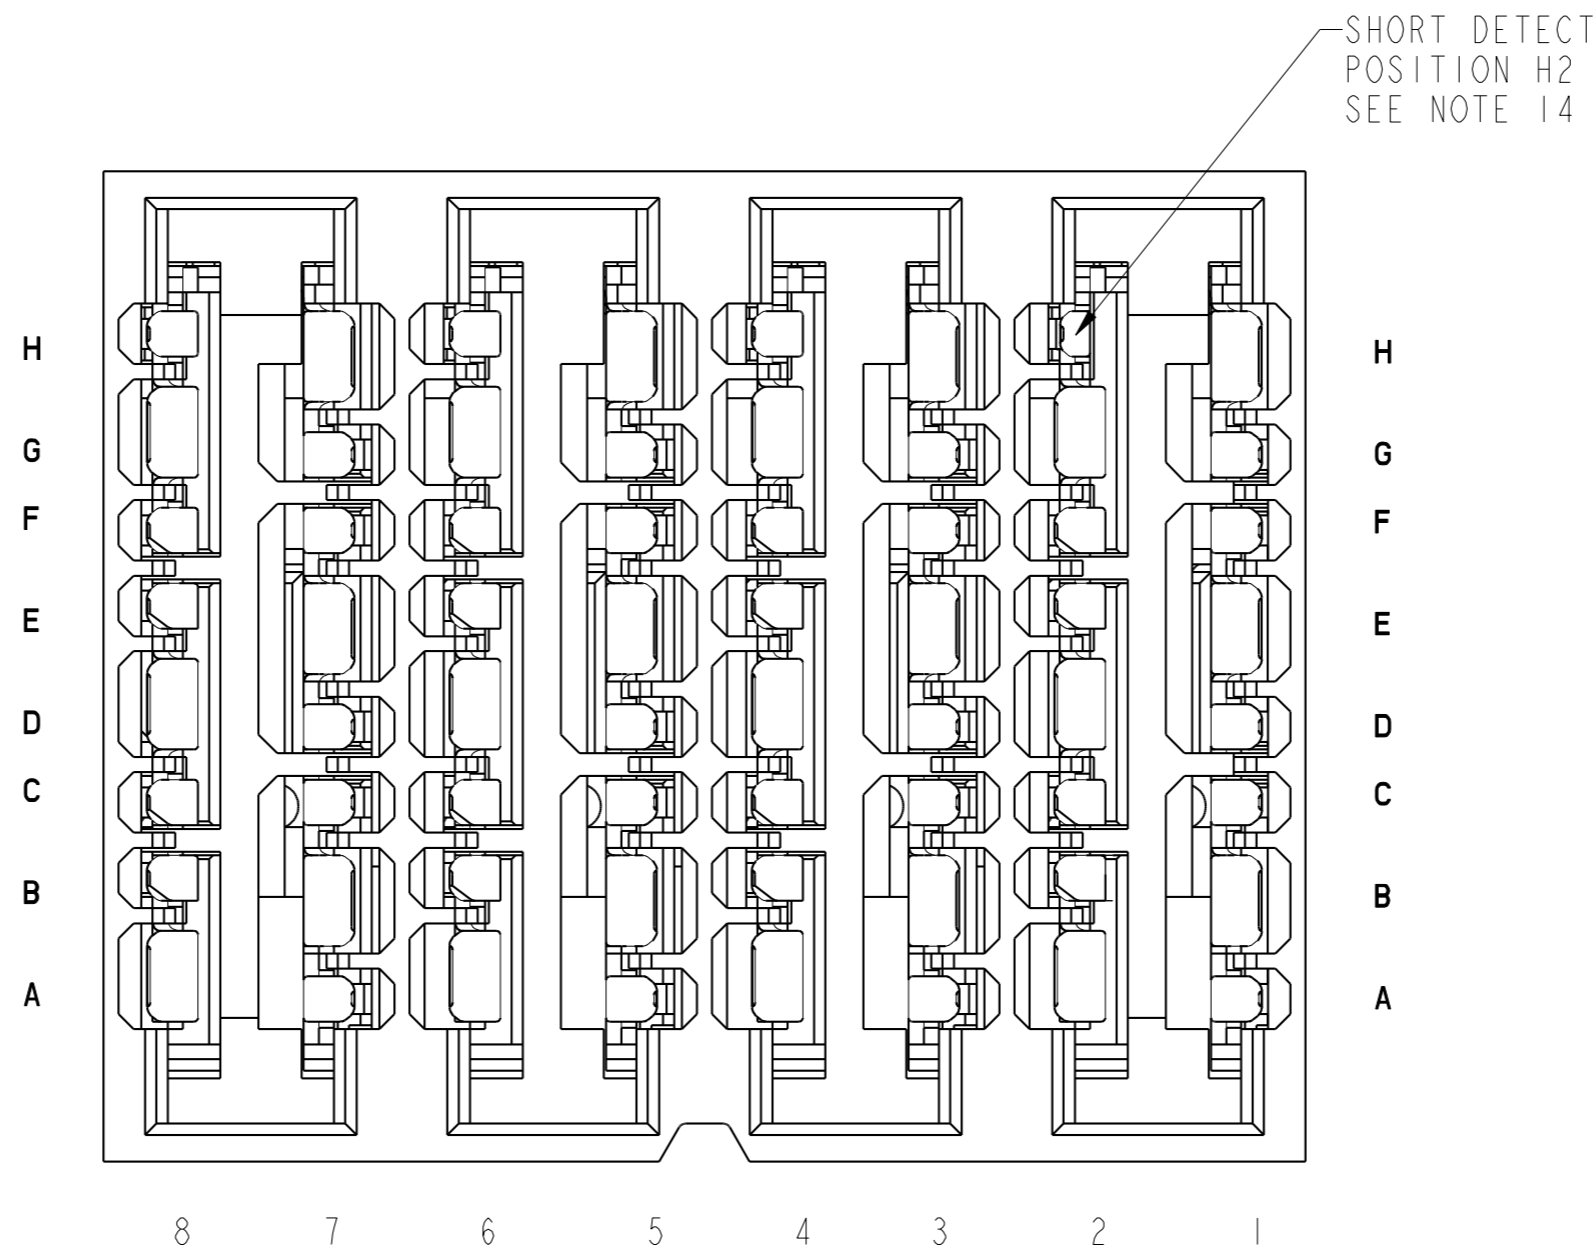 SHORT DETECT
POSITION H2
SEE NOTE 14
H H
G G
F F
E E
D D
C C
B B
A A
8 7 6 5 4 3 2 1